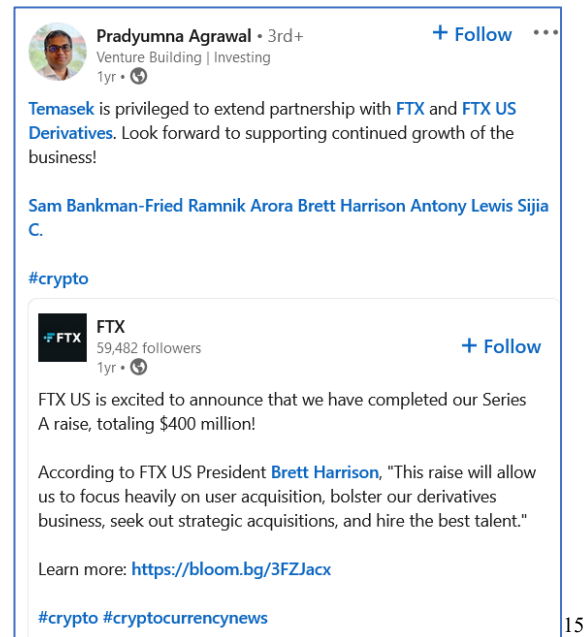 Pradyumna Agrawal • 3rd+
+ Follow •••
Venture Building | Investing
1yr •
Temasek is privileged to extend partnership with FTX and FTX US
Derivatives. Look forward to supporting continued growth of the
business!
Sam Bankman-Fried Ramnik Arora Brett Harrison Antony Lewis Sijia
C.
#crypto
FTX
FTX
59,482 followers
+ Follow
1yr •
FTX US is excited to announce that we have completed our Series
A raise, totaling $400 million!
According to FTX US President Brett Harrison, "This raise will allow
us to focus heavily on user acquisition, bolster our derivatives
business, seek out strategic acquisitions, and hire the best talent."
Learn more: https://bloom.bg/3FZJacx
#crypto #cryptocurrencynews
15